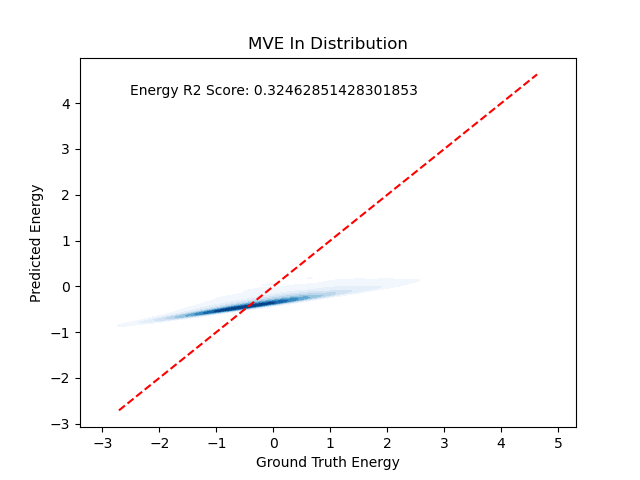 MVE In Distribution
Energy R2 Score: 0.32462851428301853
Predicted Energy
4
3
2
1
0
−1
−2
−3
−3 −2 −1 0 1 2 3 4 5
Ground Truth Energy